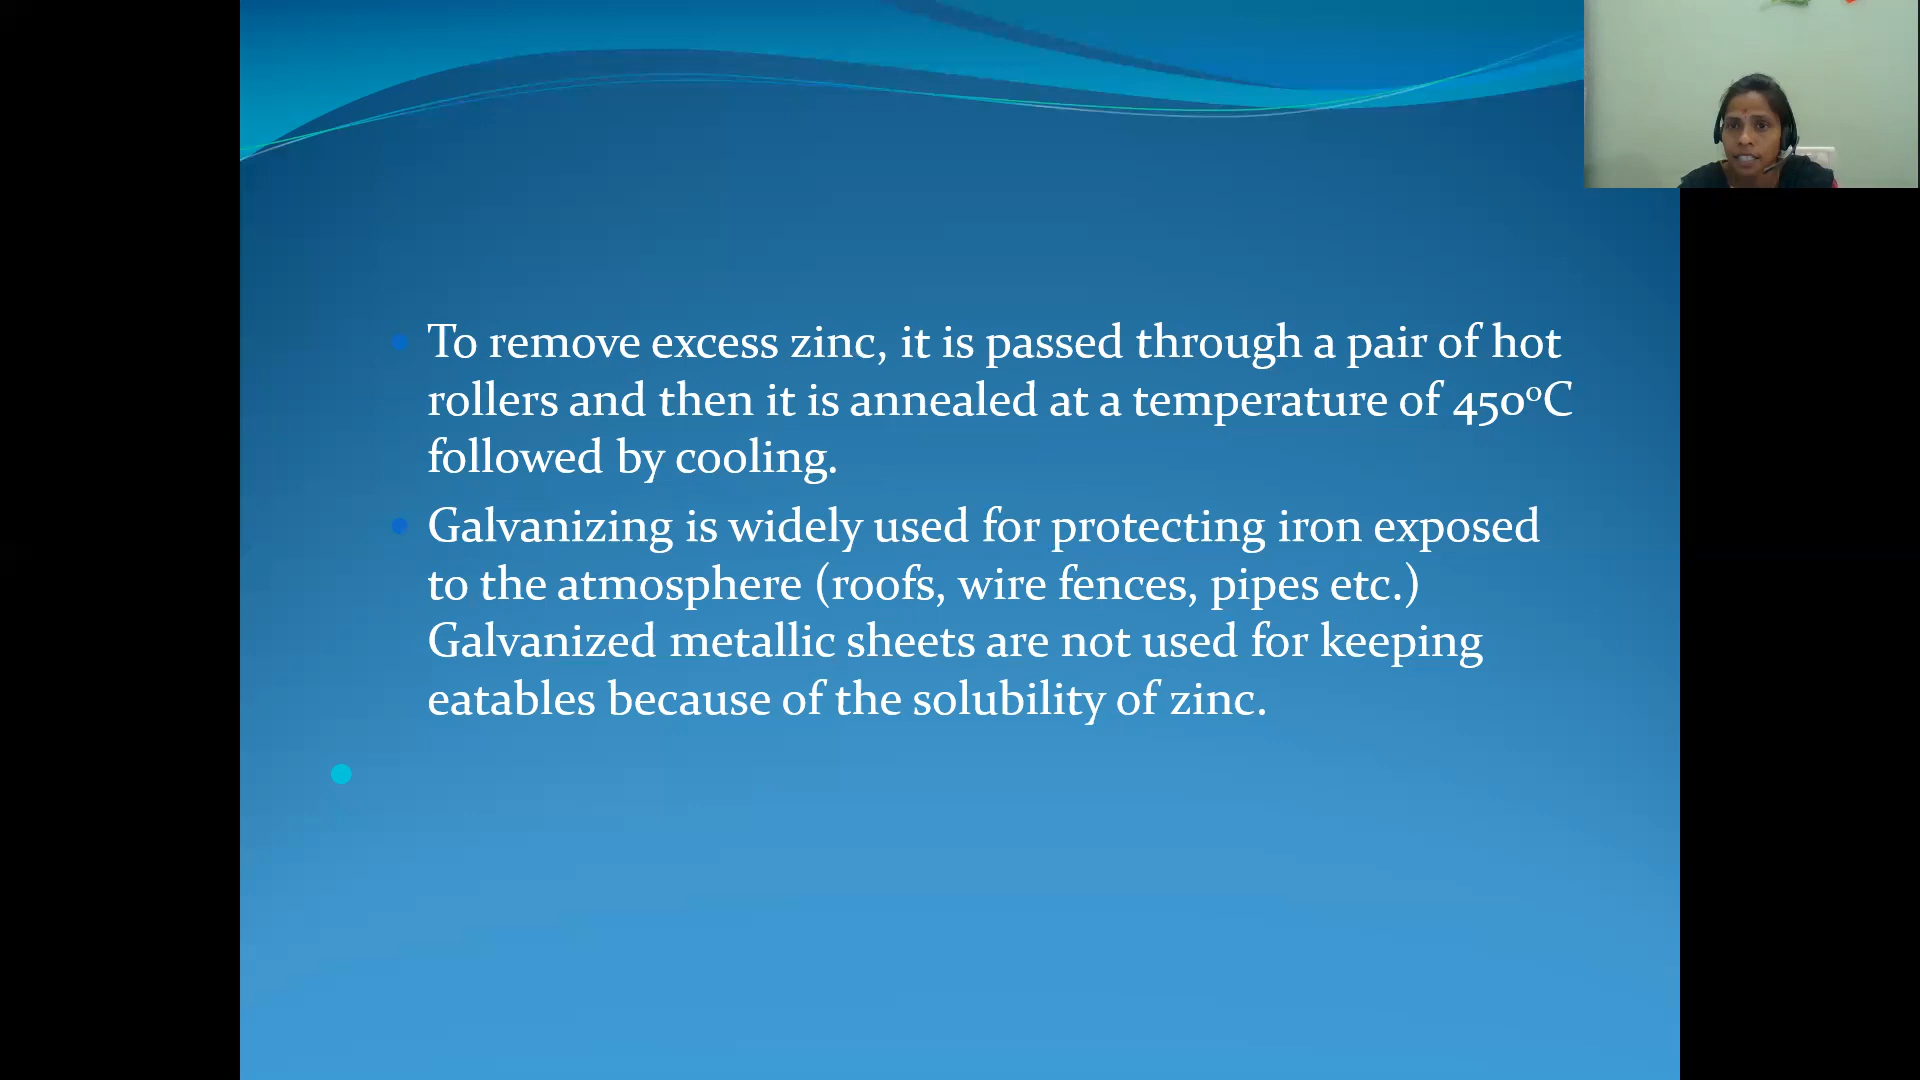 • To remove excess zinc, it is passed through a pair of hot
rollers and then it is annealed at a temperature of 450⁰C
followed by cooling.
• Galvanizing is widely used for protecting iron exposed
to the atmosphere (roofs, wire fences, pipes etc.)
Galvanized metallic sheets are not used for keeping
eatables because of the solubility of zinc.